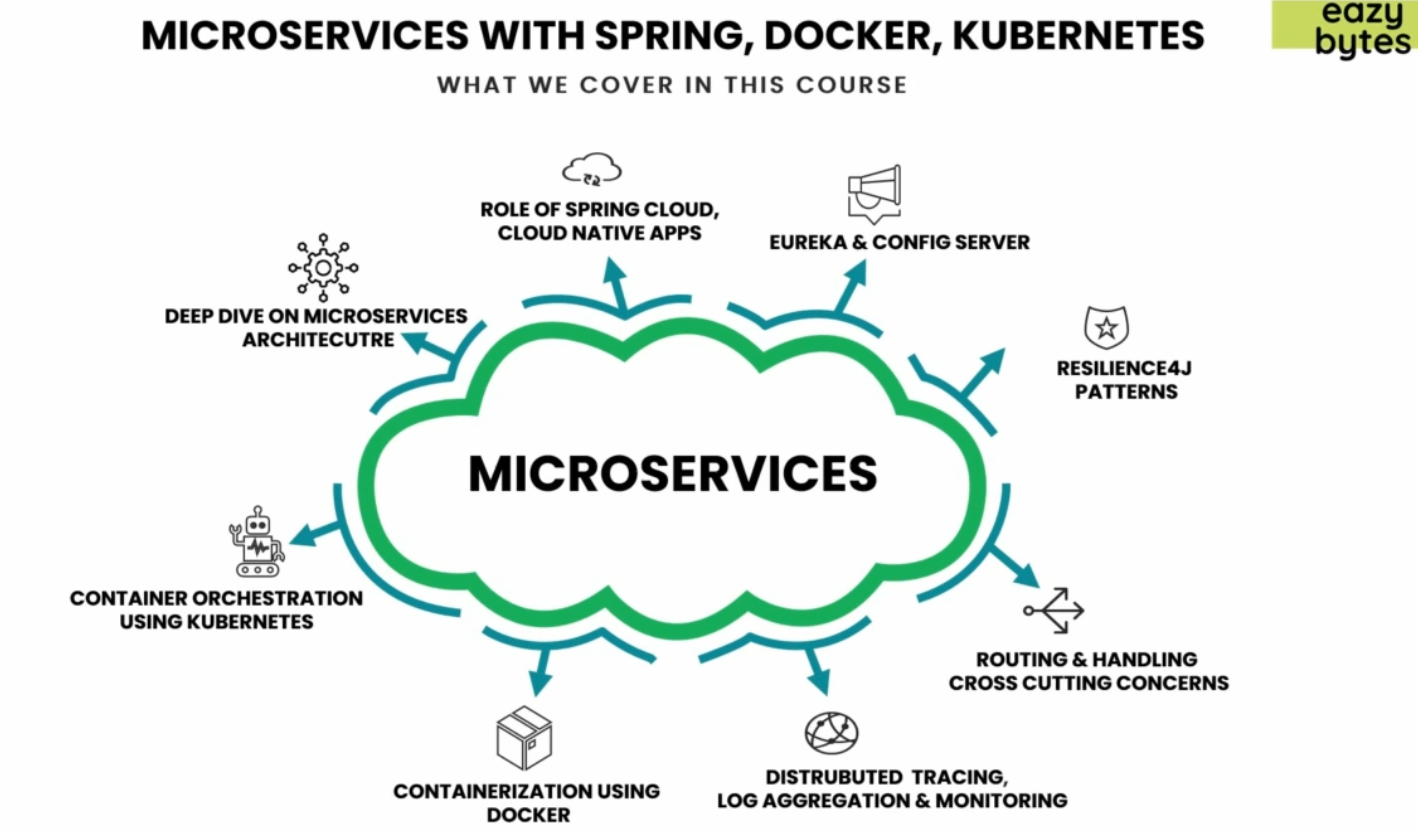 MICROSERVICES WITH SPRING, DOCKER, KUBERNETES
eazy
bytes
WHAT WE COVER IN THIS COURSE
ROLE OF SPRING CLOUD,
CLOUD NATIVE APPS
EUREKA & CONFIG SERVER
DEEP DIVE ON MICROSERVICES
ARCHITECUTRE
RESILIENCE4J
PATTERNS
MICROSERVICES
CONTAINER ORCHESTRATION
USING KUBERNETES
ROUTING & HANDLING
CROSS CUTTING CONCERNS
CONTAINERIZATION USING
DOCKER
DISTRUBUTED TRACING,
LOG AGGREGATION & MONITORING